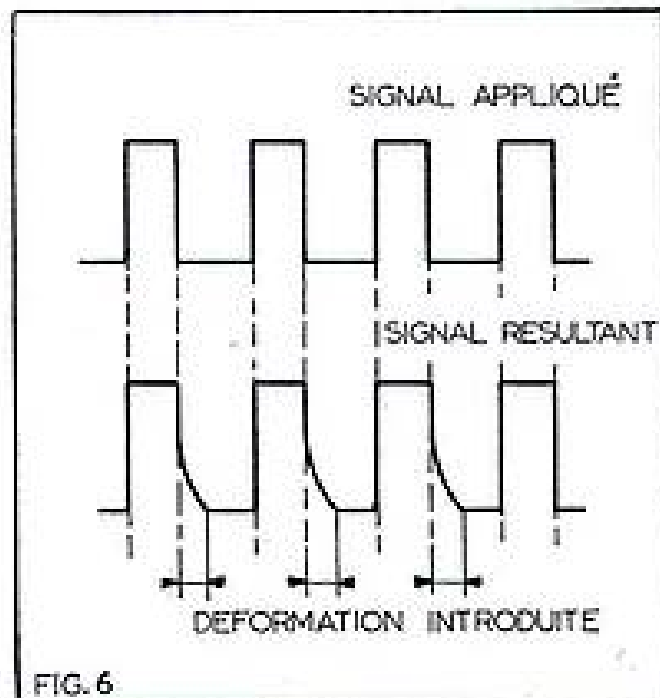 SIGNAL APPLIQUÉ
SIGNAL RESULTANT
DEFORMATION INTRODUITE
FIG. 6